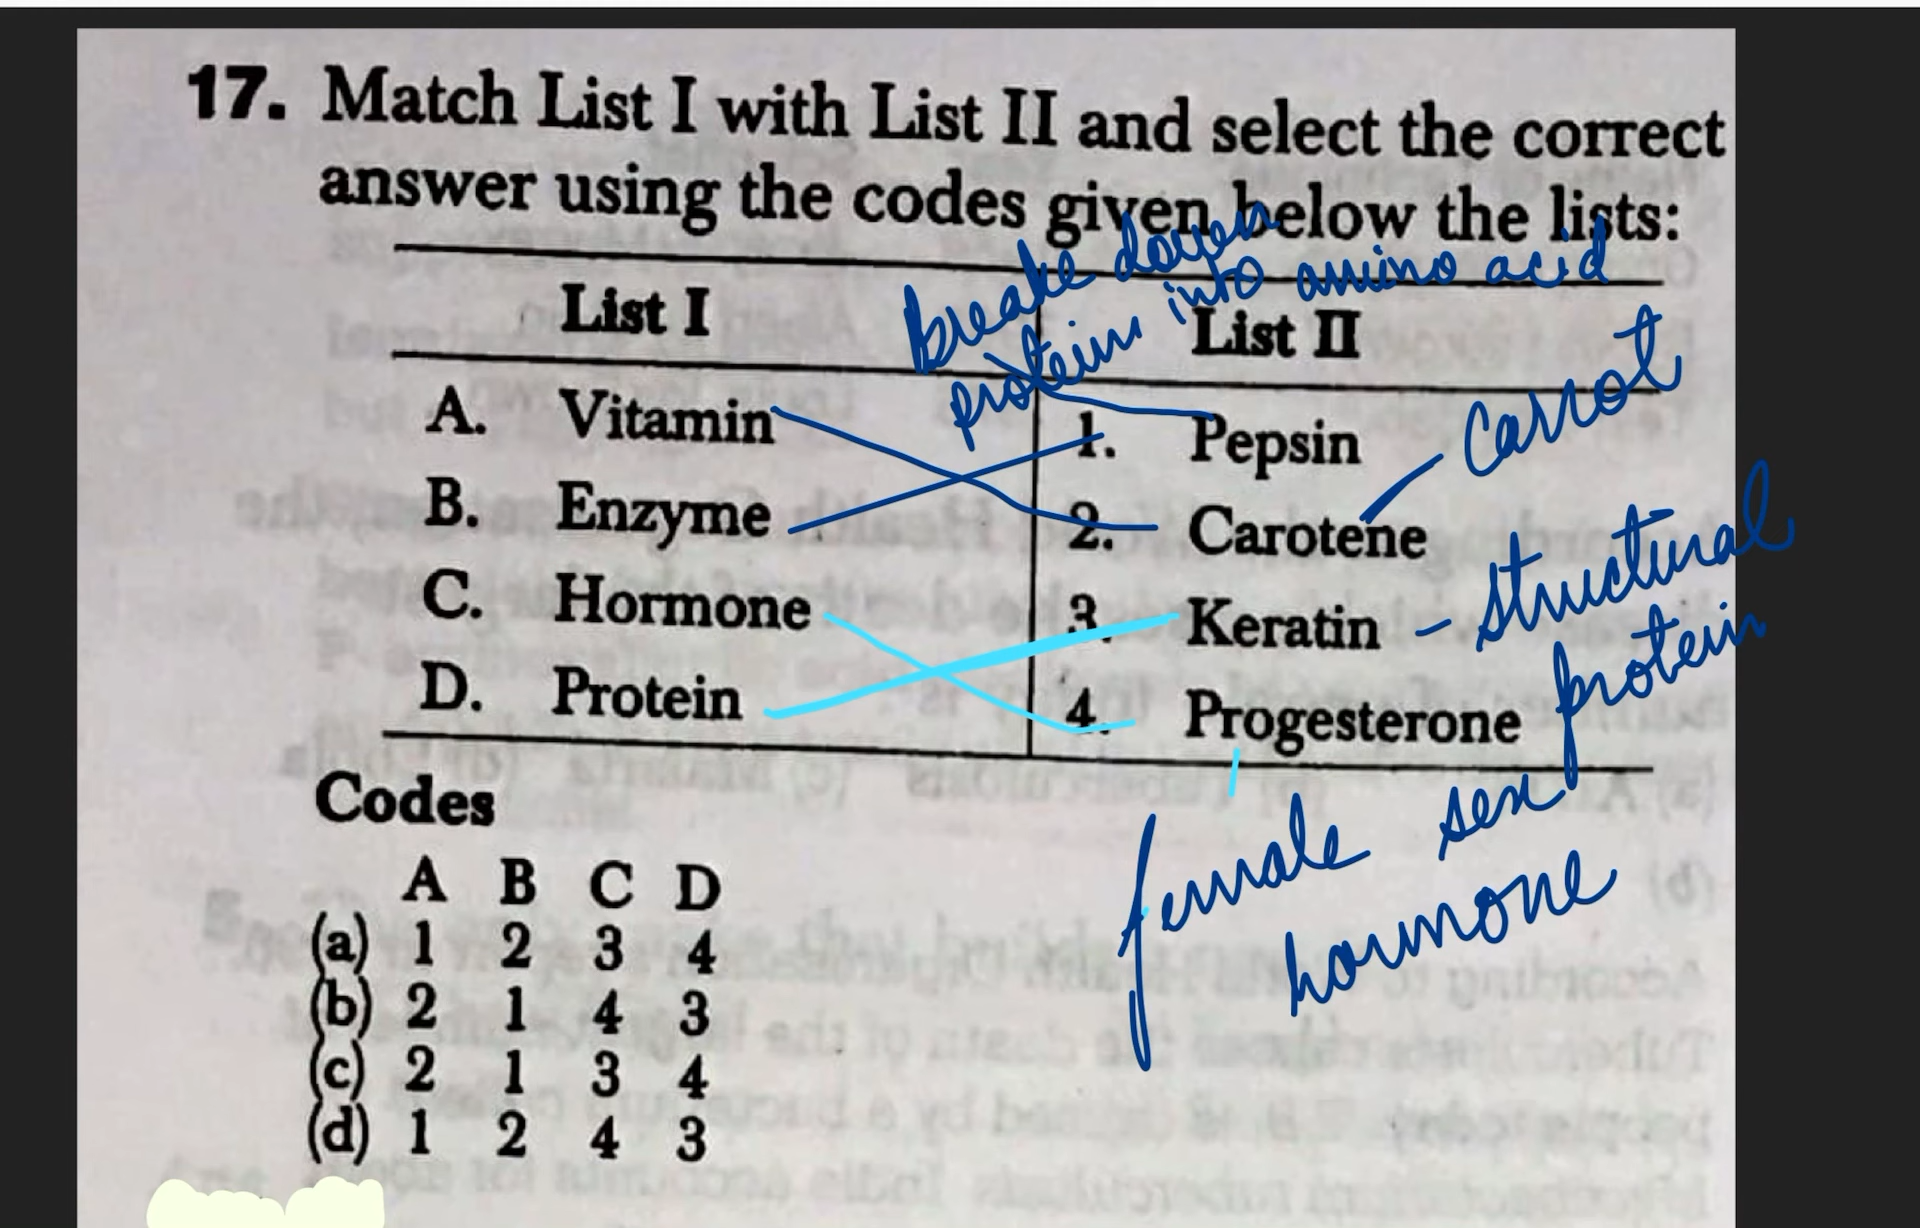 17. Match List I with List II and select the correct
answer using the codes given below the lists:
Breake down
proteins into amino acid
List I List II
A. Vitamin 1. Pepsin
Carrot
B. Enzyme 2. Carotene
C. Hormone 3. Keratin - structural
protein
D. Protein 4. Progesterone
female sex
hormone
Codes
A B C D
(a) 1 2 3 4
(b) 2 1 4 3
(c) 2 1 3 4
(d) 1 2 4 3